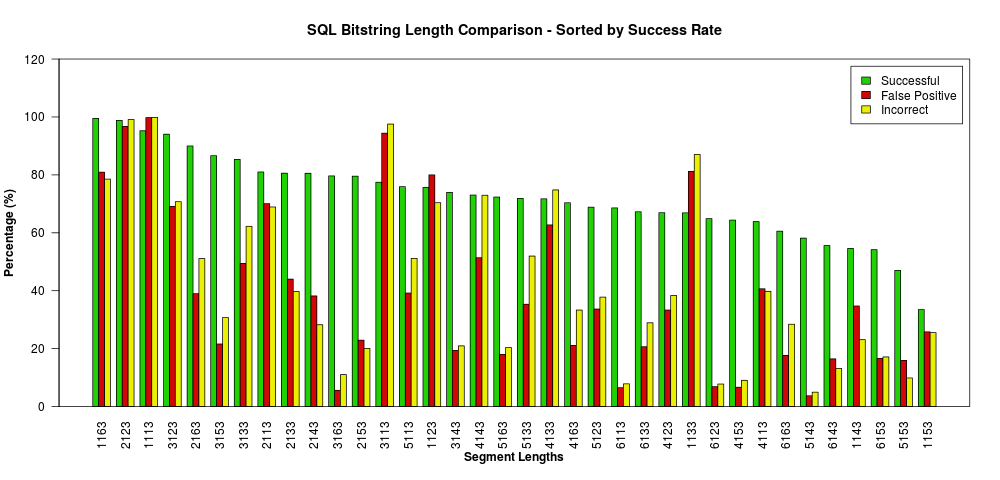 SQL Bitstring Length Comparison - Sorted by Success Rate
120
100
80
60
40
20
0
Percentage (%)
Successful
False Positive
Incorrect
1163 2123 1113 3123 2163 3153 3133 2113 2133 2143 3163 2153 3113 5113 1123 3143 4143 5163 5133 4133 4163 5123 6113 6133 4123 1133 6123 4153 4113 6163 5143 6143 1143 6153 5153 1153
Segment Lengths